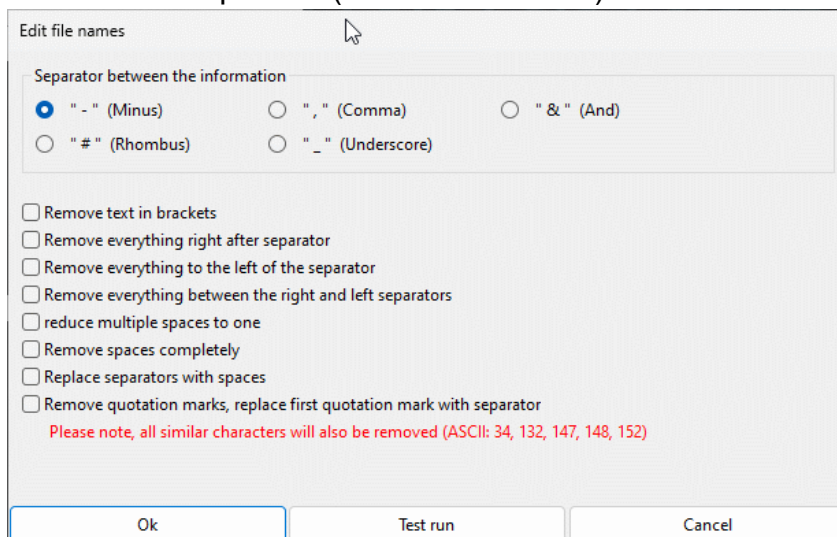 Edit file names
Separator between the information
" - " (Minus) " , " (Comma) " & " (And)
" # " (Rhombus) " _ " (Underscore)
Remove text in brackets
Remove everything right after separator
Remove everything to the left of the separator
Remove everything between the right and left separators
reduce multiple spaces to one
Remove spaces completely
Replace separators with spaces
Remove quotation marks, replace first quotation mark with separator
Please note, all similar characters will also be removed (ASCII: 34, 132, 147, 148, 152)
Ok Test run Cancel